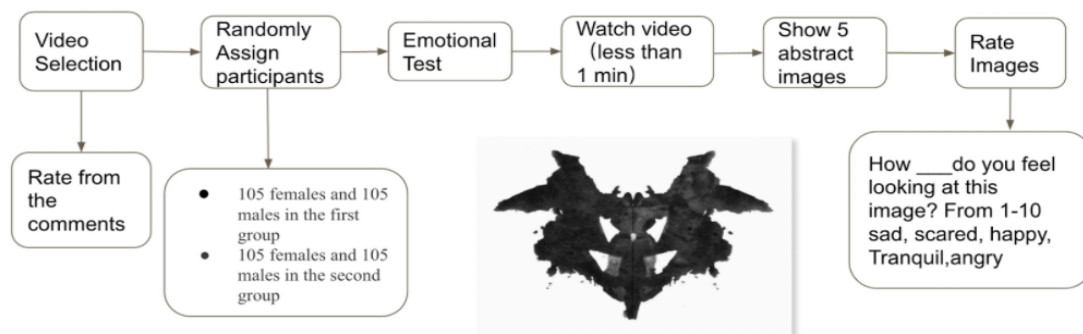 Video
Selection
Randomly
Assign
participants
Emotional
Test
Watch video
（less than
1 min）
Show 5
abstract
images
Rate
Images
Rate from
the
comments
● 105 females and 105
males in the first
group
● 105 females and 105
males in the second
group
How ___do you feel
looking at this
image? From 1-10
sad, scared, happy,
Tranquil,angry